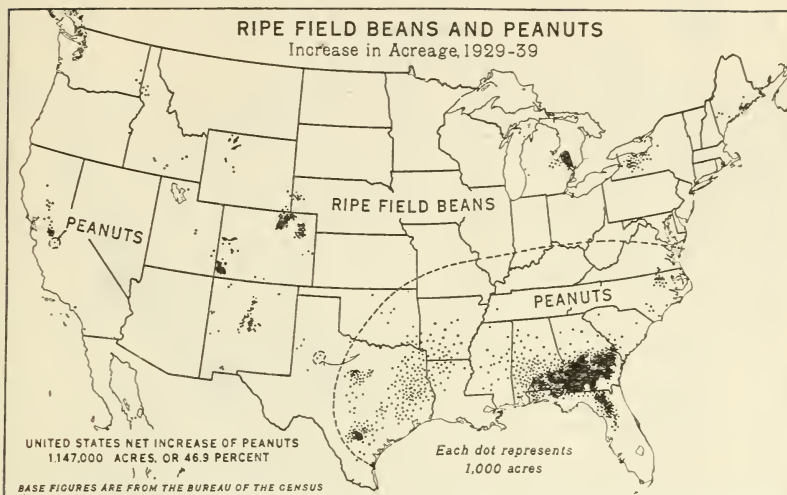 RIPE FIELD BEANS AND PEANUTS
Increase in Acreage, 1929-39
PEANUTS
RIPE FIELD BEANS
PEANUTS
UNITED STATES NET INCREASE OF PEANUTS
1,147,000 ACRES, OR 46.9 PERCENT
Each dot represents
1,000 acres
BASE FIGURES ARE FROM THE BUREAU OF THE CENSUS